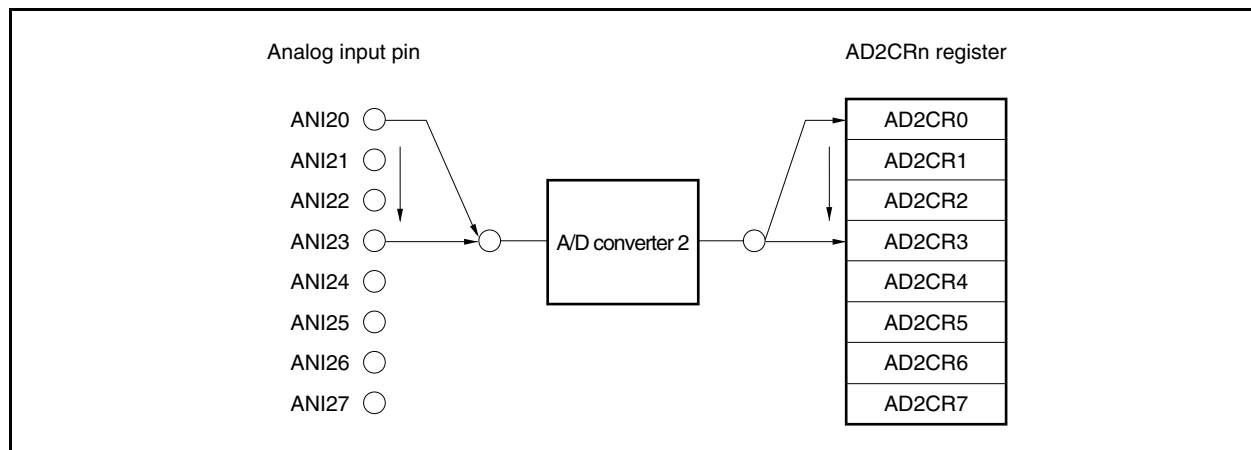 Analog input pin
AD2CRn register
ANI20
ANI21
ANI22
ANI23
ANI24
ANI25
ANI26
ANI27
A/D converter 2
AD2CR0
AD2CR1
AD2CR2
AD2CR3
AD2CR4
AD2CR5
AD2CR6
AD2CR7